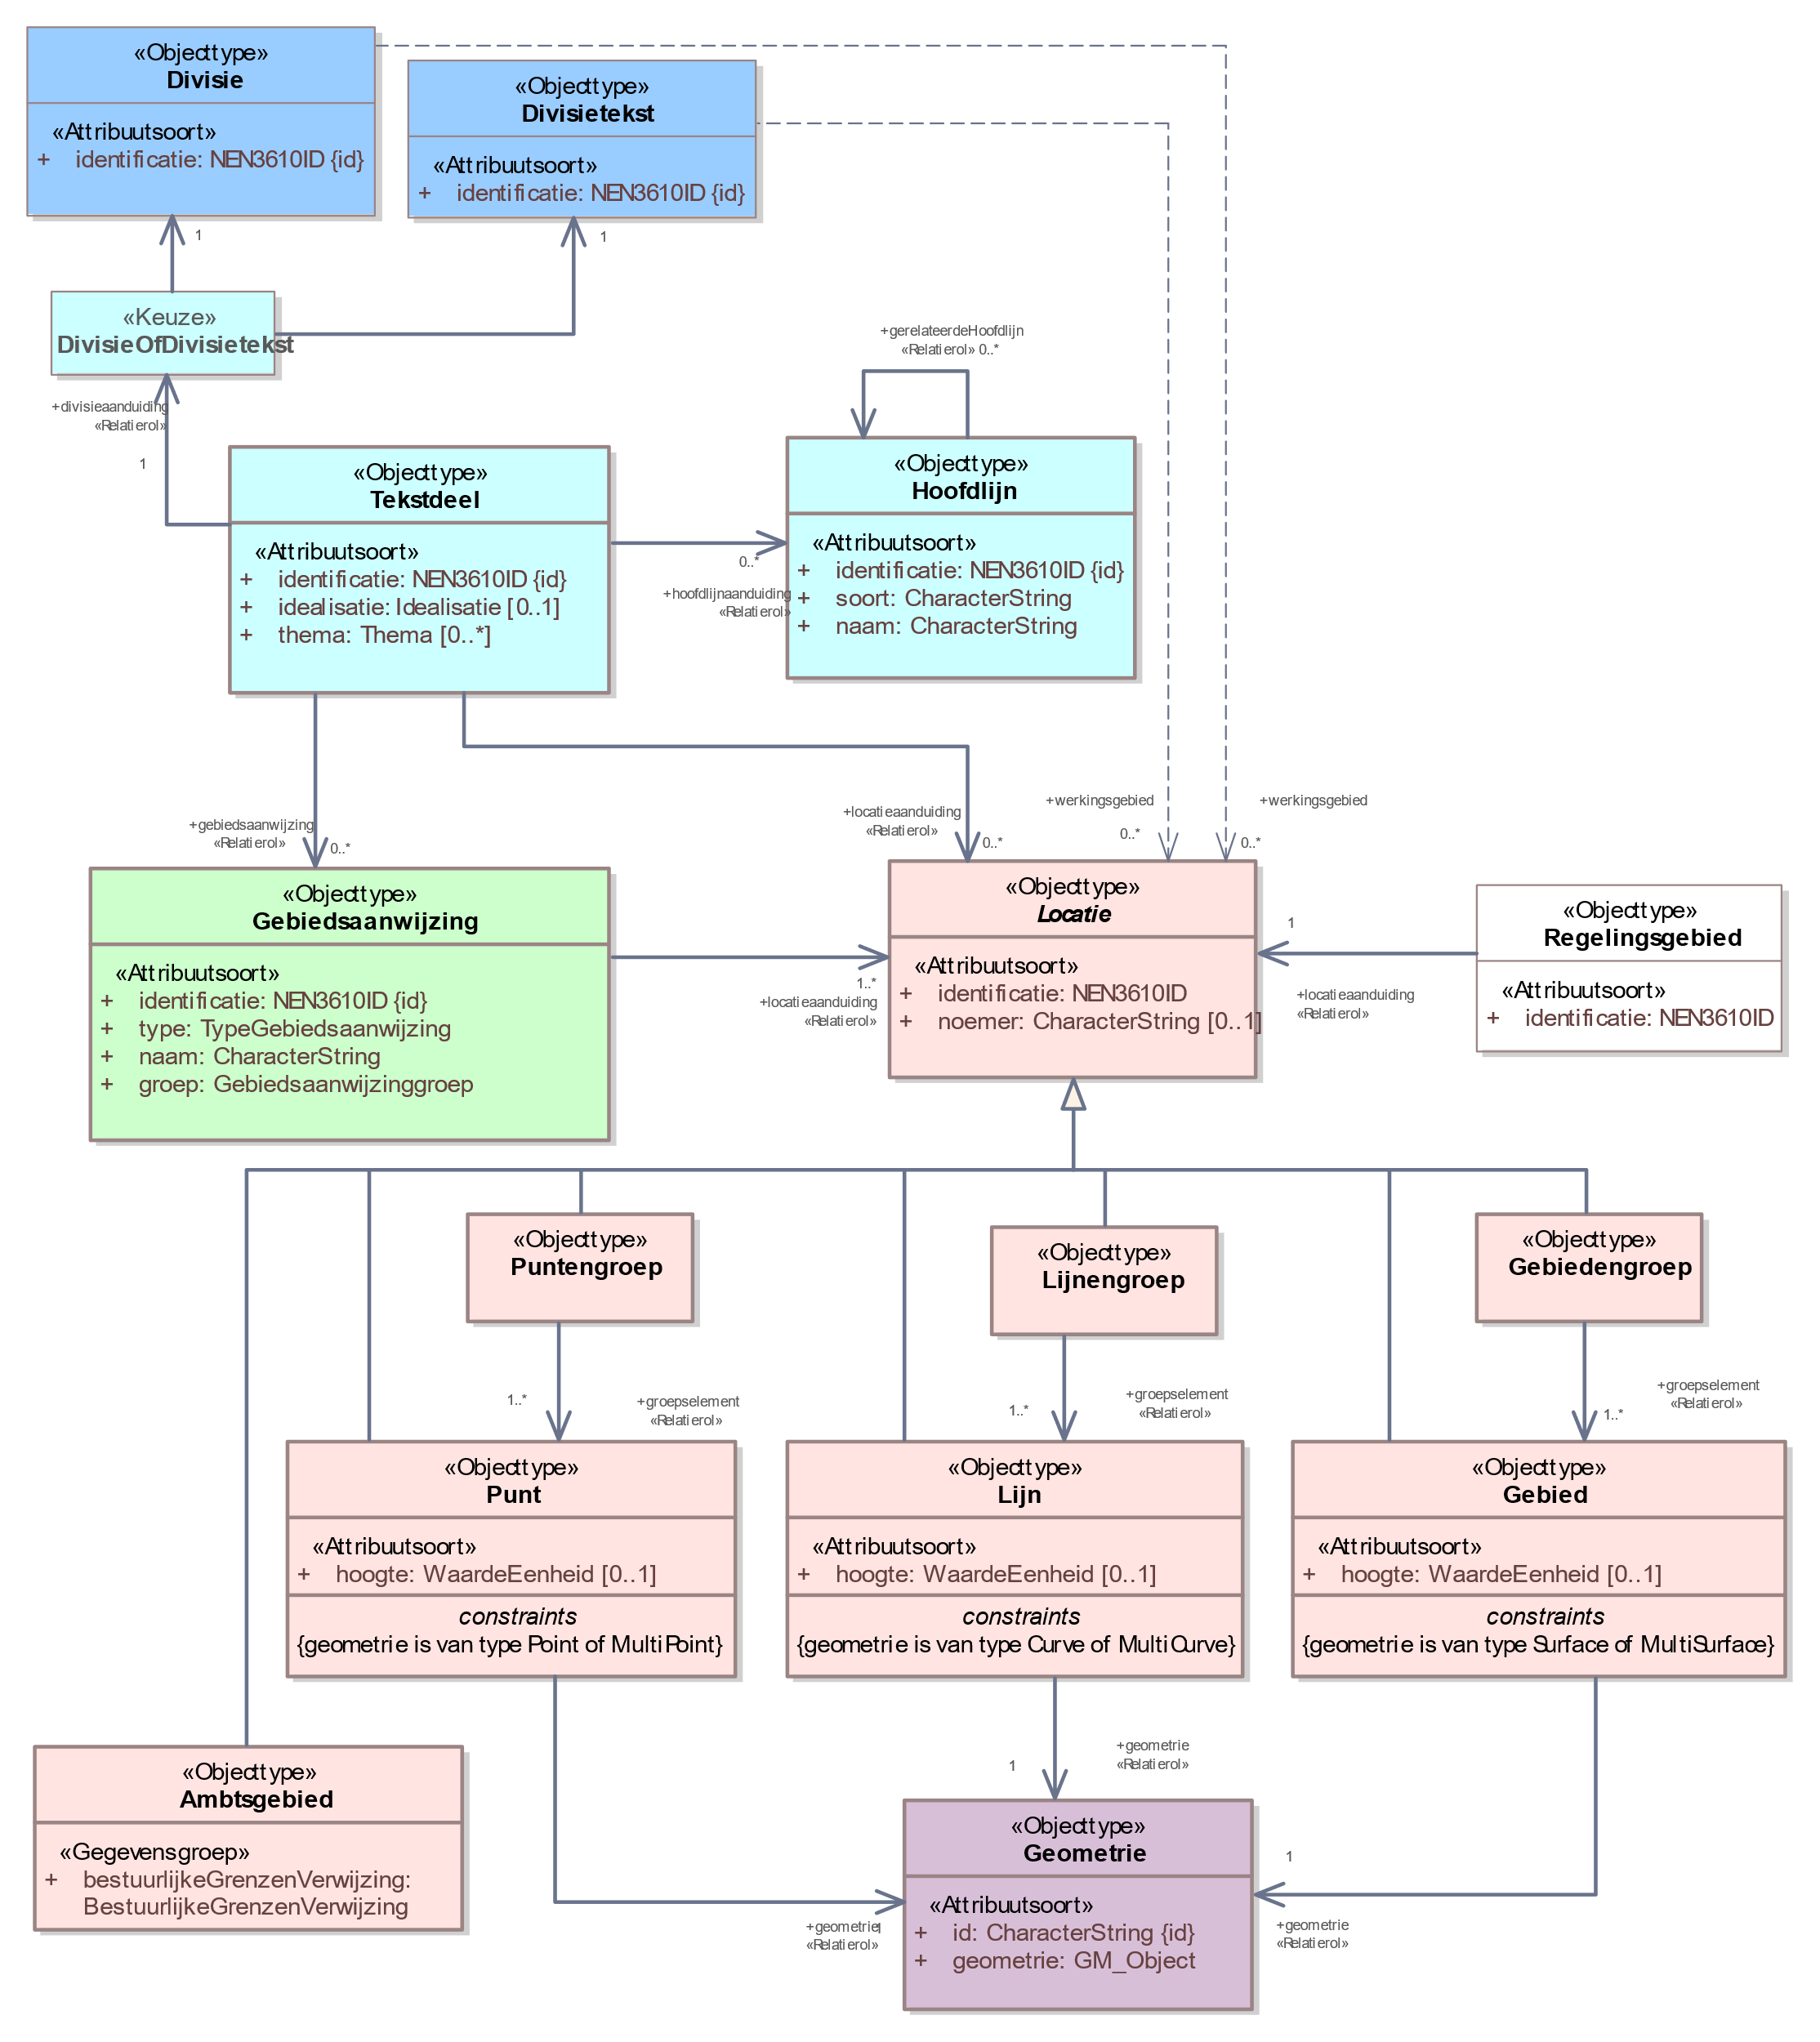 «Objecttype»
Divisie
«Attribuutsoort»
+ identificatie: NEN3610ID {id}
«Objecttype»
Divisietekst
«Attribuutsoort»
+ identificatie: NEN3610ID {id}
1
1
«Keuze»
DivisieOfDivisietekst
+gerelateerdeHoofdlijn
«Relatierol» 0..*
+divisieaanduiding
«Relatierol»
1
«Objecttype»
Tekstdeel
«Attribuutsoort»
+ identificatie: NEN3610ID {id}
+ idealisatie: Idealisatie [0..1]
+ thema: Thema [0..*]
«Objecttype»
Hoofdlijn
«Attribuutsoort»
+ identificatie: NEN3610ID {id}
+ soort: CharacterString
+ naam: CharacterString
0..*
+hoofdlijnaanduiding
«Relatierol»
+gebiedsaanwijzing
«Relatierol»
0..*
+locatieaanduiding
«Relatierol»
0..*
+werkingsgebied
0..*
+werkingsgebied
0..*
«Objecttype»
Gebiedsaanwijzing
«Attribuutsoort»
+ identificatie: NEN3610ID {id}
+ type: TypeGebiedsaanwijzing
+ naam: CharacterString
+ groep: Gebiedsaanwijzinggroep
1..*
+locatieaanduiding
«Relatierol»
«Objecttype»
Locatie
«Attribuutsoort»
+ identificatie: NEN3610ID
+ noemer: CharacterString [0..1]
1
+locatieaanduiding
«Relatierol»
«Objecttype»
Regelingsgebied
«Attribuutsoort»
+ identificatie: NEN3610ID
«Objecttype»
Puntengroep
«Objecttype»
Lijnengroep
«Objecttype»
Gebiedengroep
1..*
+groepselement
«Relatierol»
1..*
+groepselement
«Relatierol»
1..*
+groepselement
«Relatierol»
«Objecttype»
Punt
«Attribuutsoort»
+ hoogte: WaardeEenheid [0..1]
constraints
{geometrie is van type Point of MultiPoint}
«Objecttype»
Lijn
«Attribuutsoort»
+ hoogte: WaardeEenheid [0..1]
constraints
{geometrie is van type Curve of MultiCurve}
«Objecttype»
Gebied
«Attribuutsoort»
+ hoogte: WaardeEenheid [0..1]
constraints
{geometrie is van type Surface of MultiSurface}
«Objecttype»
Ambtsgebied
«Gegevensgroep»
+ bestuurlijkeGrenzenVerwijzing:
BestuurlijkeGrenzenVerwijzing
1
+geometrie
«Relatierol»
+geometrie
1
«Relatierol»
«Objecttype»
Geometrie
«Attribuutsoort»
+ id: CharacterString {id}
+ geometrie: GM_Object
1
+geometrie
«Relatierol»